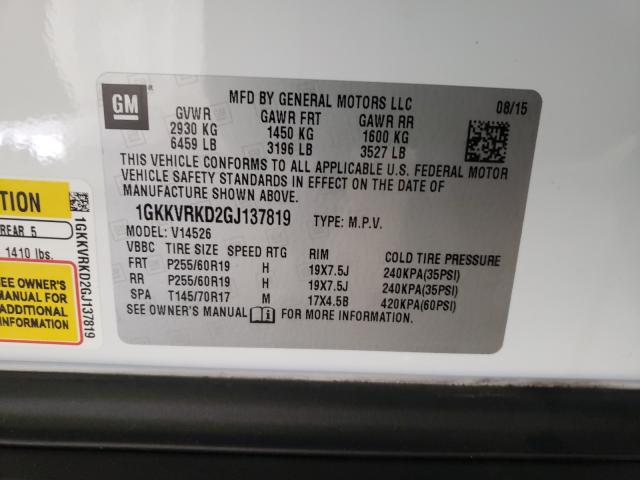 GM
MFD BY GENERAL MOTORS LLC 08/15
GVWR GAWR FRT GAWR RR
2930 KG 1450 KG 1600 KG
6459 LB 3196 LB 3527 LB
THIS VEHICLE CONFORMS TO ALL APPLICABLE U.S. FEDERAL MOTOR
VEHICLE SAFETY STANDARDS IN EFFECT ON THE DATE OF
MANUFACTURE SHOWN ABOVE.
1GKKVRKD2GJ137819 TYPE: M.P.V.
MODEL: V14526
VBBC TIRE SIZE SPEED RTG RIM COLD TIRE PRESSURE
FRT P255/60R19 H 19X7.5J 240KPA(35PSI)
RR P255/60R19 H 19X7.5J 240KPA(35PSI)
SPA T145/70R17 M 17X4.5B 420KPA(60PSI)
SEE OWNER'S MANUAL i FOR MORE INFORMATION.
TION
REAR 5
1410 lbs.
SEE OWNER'S
MANUAL FOR
ADDITIONAL
INFORMATION
1GKKVRKD2GJ137819